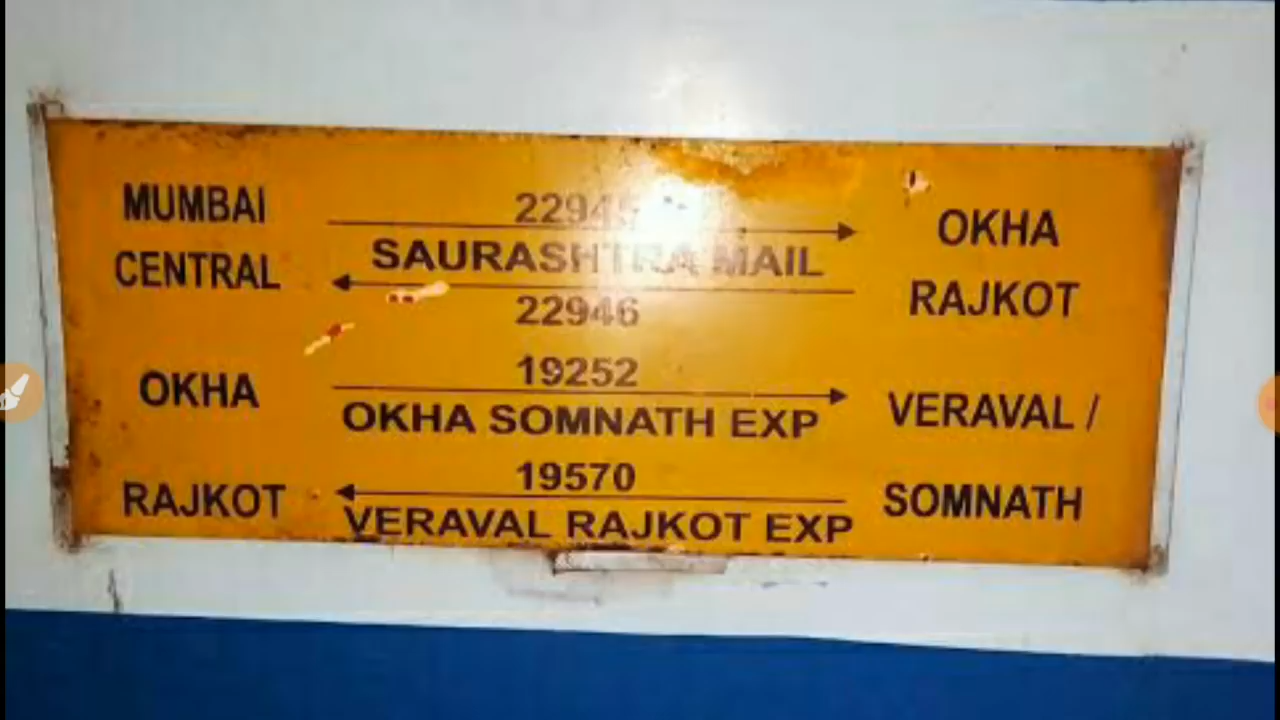 MUMBAI 22945 OKHA
CENTRAL SAURASHTRA MAIL RAJKOT
22946
OKHA 19252 VERAVAL /
OKHA SOMNATH EXP
RAJKOT 19570 SOMNATH
VERAVAL RAJKOT EXP